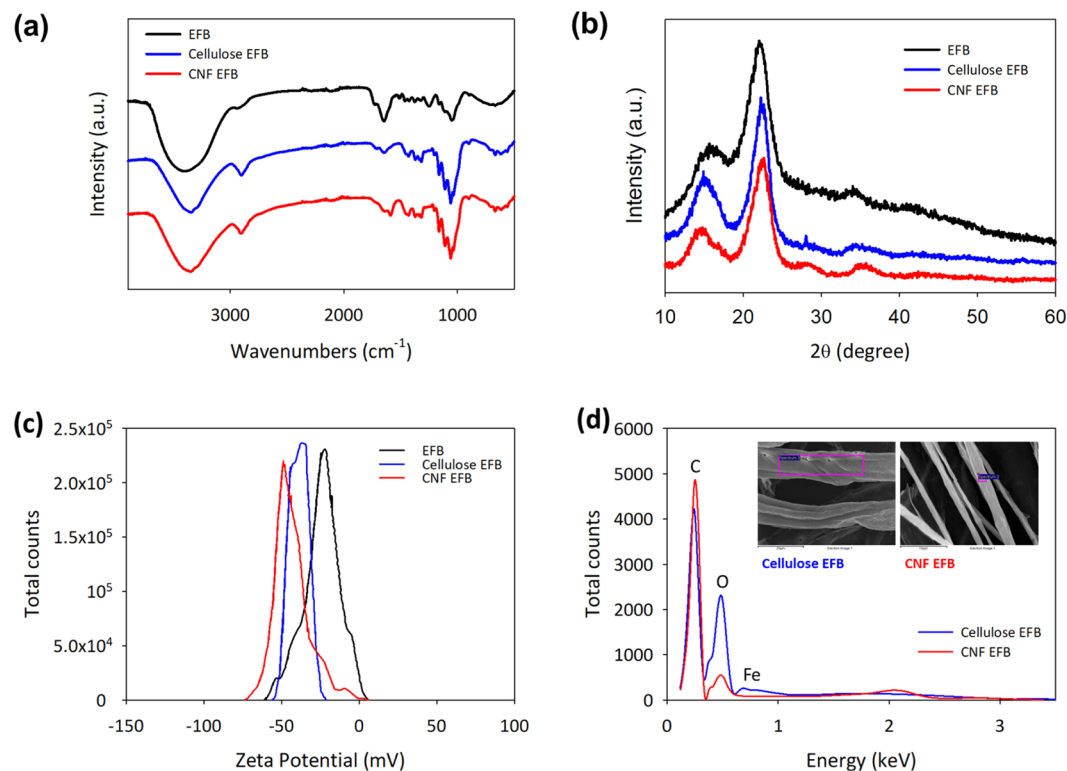 (a)
EFB
Cellulose EFB
CNF EFB
Intensity (a.u.)
3000
2000
1000
Wavenumbers (cm⁻¹)
(b)
EFB
Cellulose EFB
CNF EFB
Intensity (a.u.)
10
20
30
40
50
60
2θ (degree)
(c)
2.5x10⁵
2.0x10⁵
1.5x10⁵
10⁵
5.0x10⁴
0
EFB
Cellulose EFB
CNF EFB
Total counts
-150
-100
-50
0
50
100
Zeta Potential (mV)
(d)
6000
5000
4000
3000
2000
1000
0
C
O
Fe
Cellulose EFB
CNF EFB
Cellulose EFB
CNF EFB
Total counts
0
1
2
3
Energy (keV)